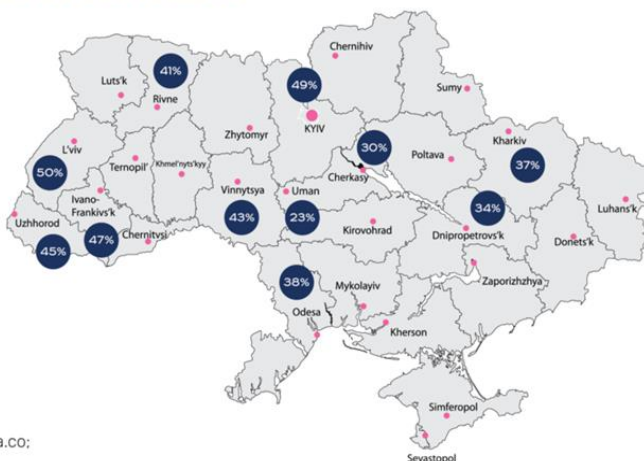 Chernihiv
41%
Luts'k
49%
Sumy
Rivne
KYIV
Kharkiv
Zhytomyr
30%
L'viv
Poltava
37%
Khmel'nyts'kyy
Ternopil'
50%
Cherkasy
Luhans'k
Ivano-
Frankivs'k
Vinnytsya
Uman
34%
Uzhhorod
43%
23%
47%
Chernitvsi
Kirovohrad
Dnipropetrovs'k
Donets'k
45%
38%
Mykolayiv
Zaporizhzhya
Odesa
Kherson
Simferopol
a.co;
Sevastopol